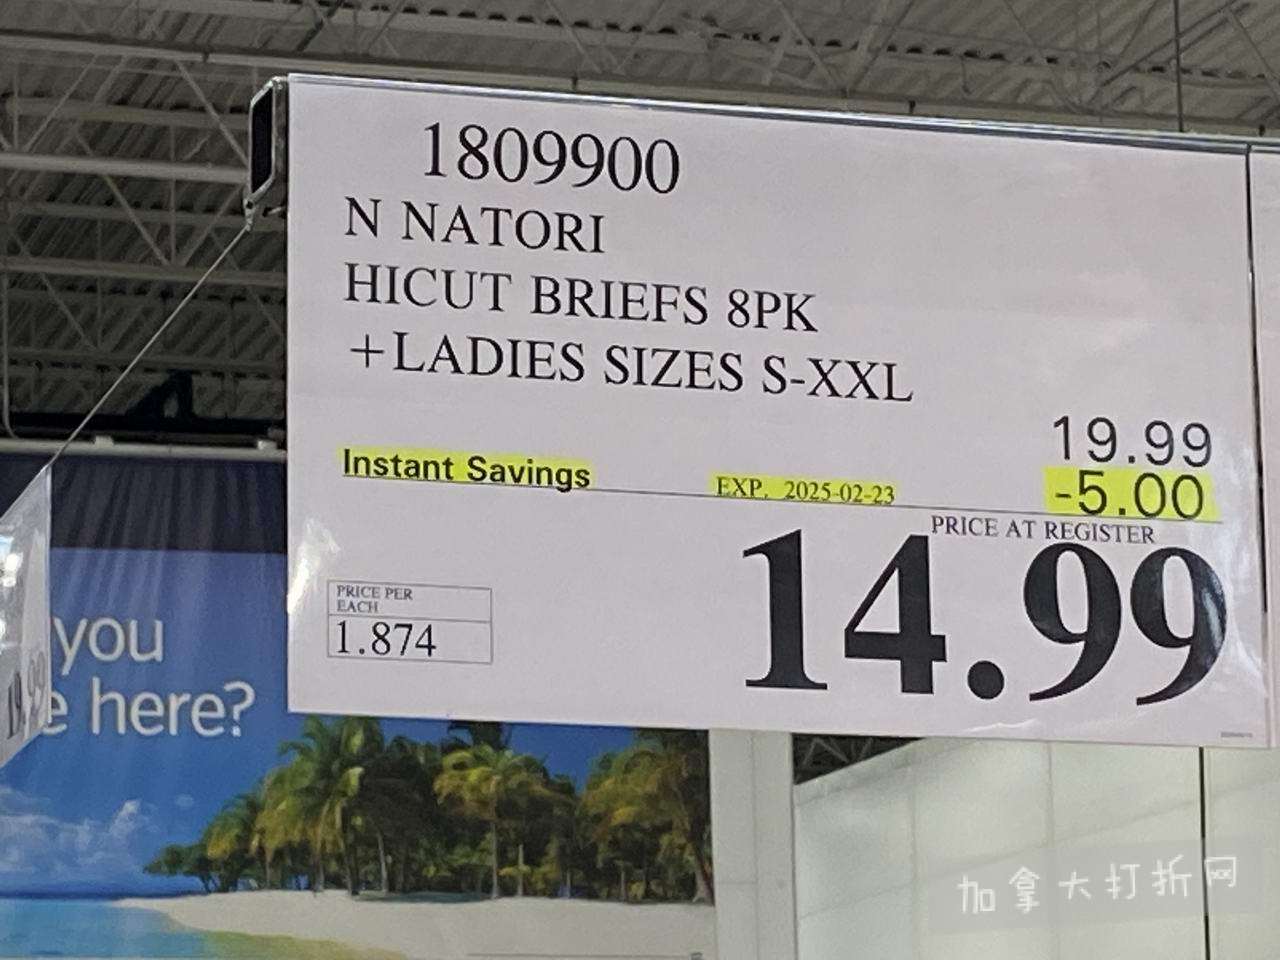 1809900
N NATORI
HICUT BRIEFS 8PK
+LADIES SIZES S-XXL
19.99
Instant Savings EXP. 2025-02-23 -5.00
PRICE AT REGISTER
14.99
PRICE PER
EACH
1.874
you
e here?
加拿大打折网